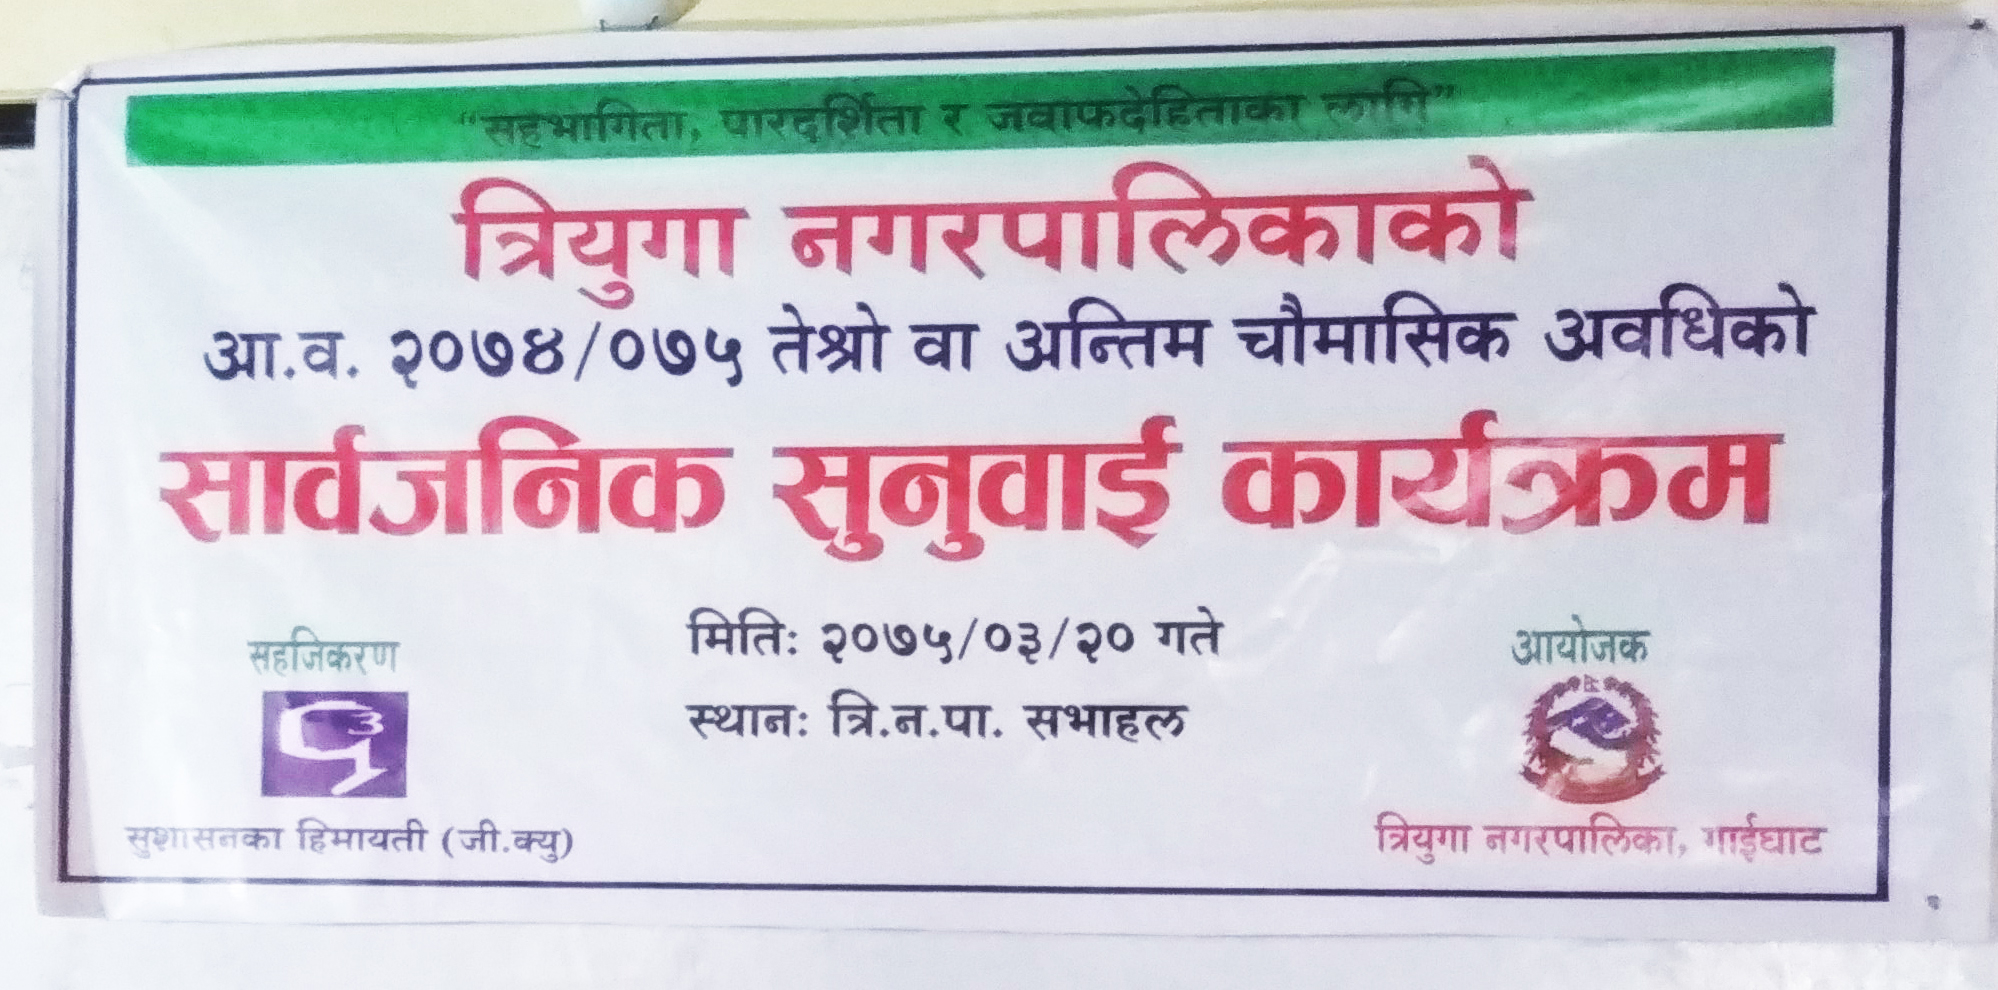 "सहभागिता, पारदर्शिता र जवाफदेहिताका लागि"
त्रियुगा नगरपालिकाको
आ.व. २०७४/०७५ तेश्रो वा अन्तिम चौमासिक अवधिको
सार्वजनिक सुनुवाई कार्यक्रम
मितिः २०७५/०३/२० गते
स्थानः त्रि.न.पा. सभाहल
सहजिकरण
सुशासनका हिमायती (जी.क्यु)
आयोजक
त्रियुगा नगरपालिका, गाईघाट